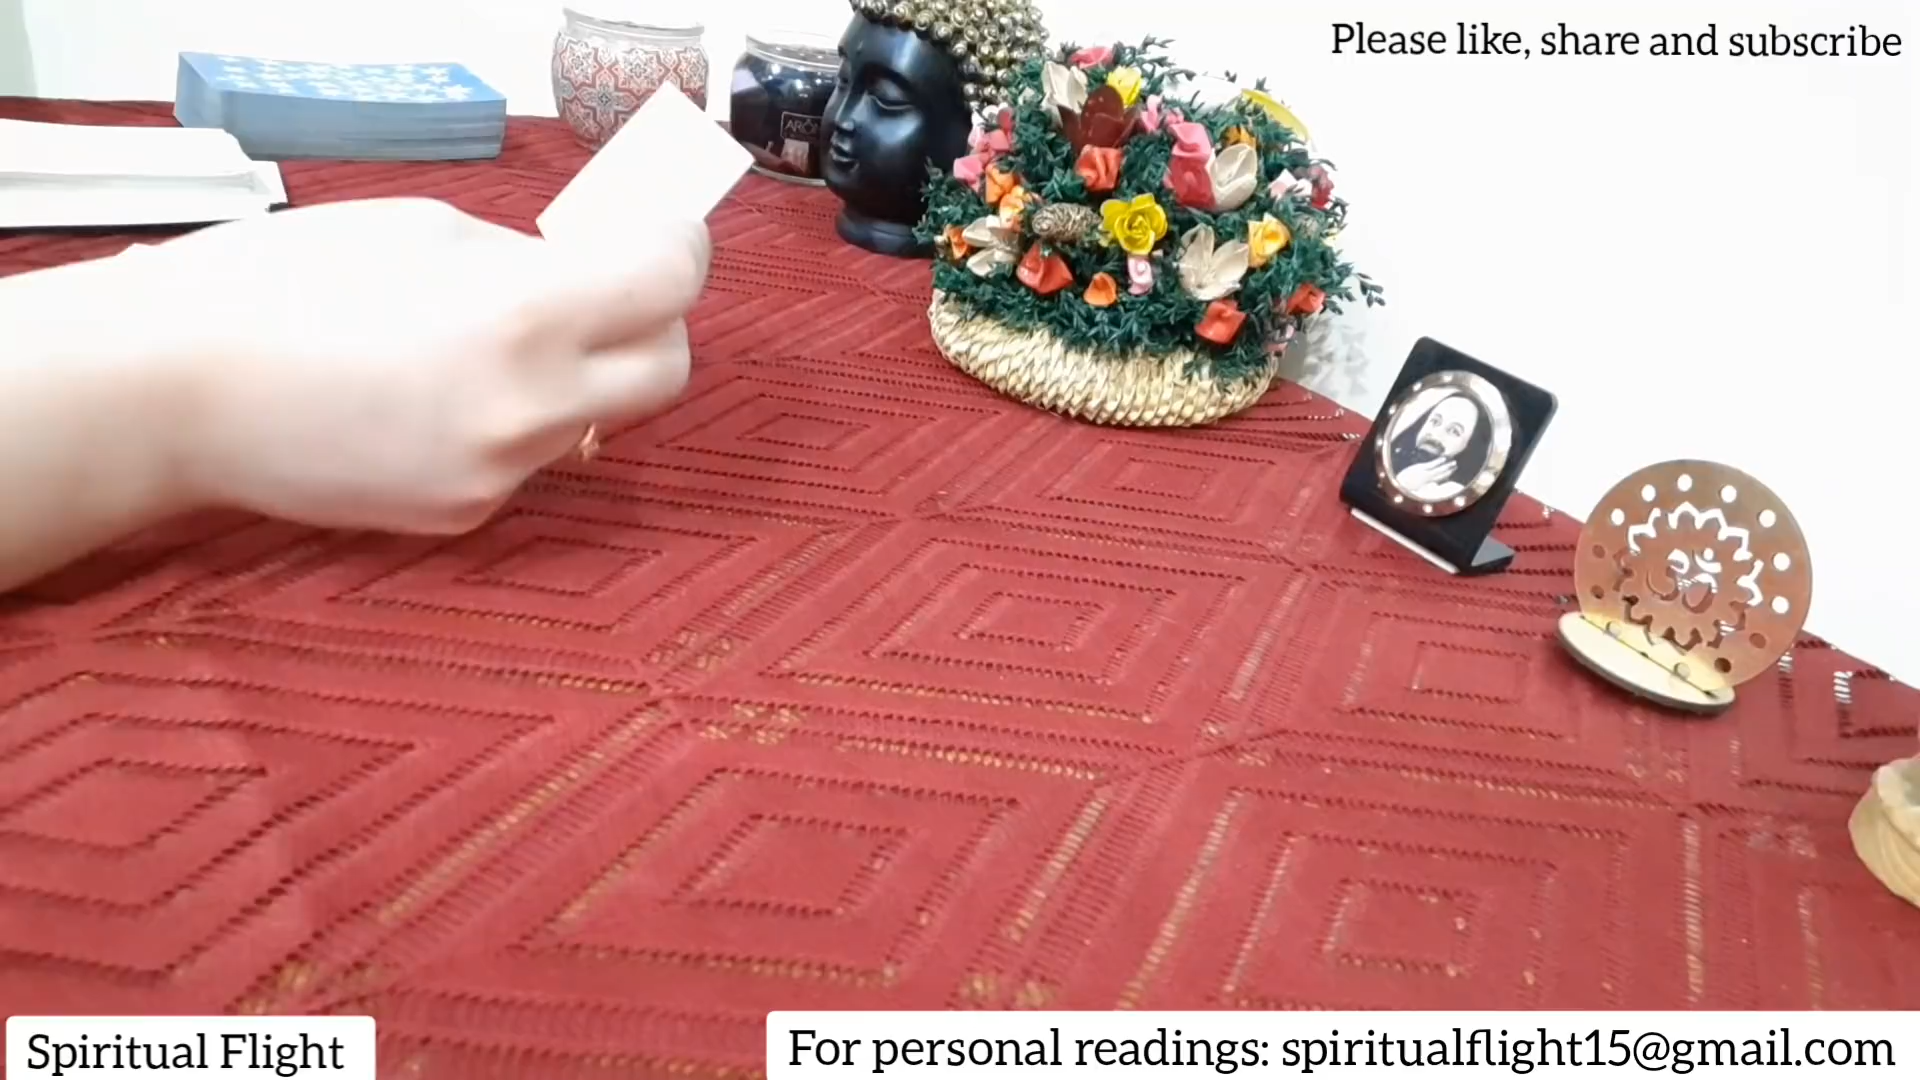 Please like, share and subscribe
Spiritual Flight
For personal readings: spiritualflight15@gmail.com